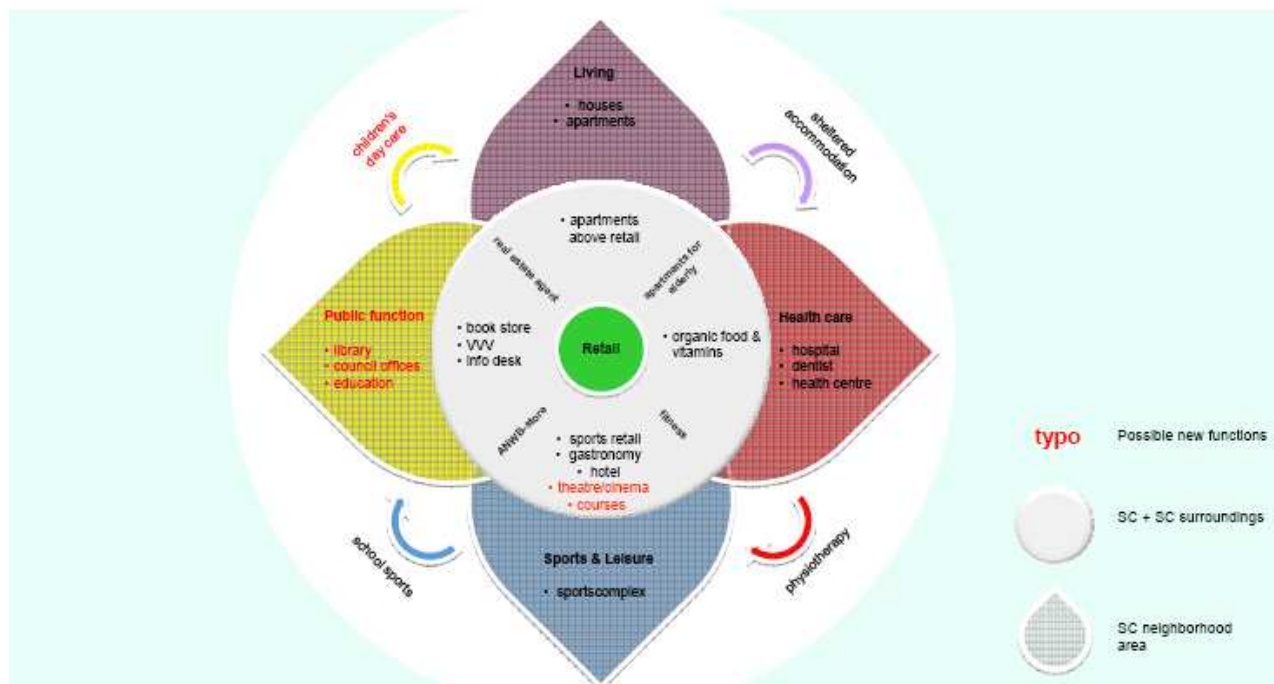 Living
• houses
• apartments
children's
day care
sheltered
accommodation
• apartments
above retail
real estate agent
apartments for
elderly
Public function
• library
• council offices
• education
• book store
• VVV
• info desk
Retail
• organic food &
vitamins
Health care
• hospital
• dentist
• health centre
ANWB-store
fitness
• sports retail
• gastronomy
• hotel
• theatre/cinema
• courses
school sports
physiotherapy
Sports & Leisure
• sportscomplex
typo
Possible new functions
SC + SC surroundings
SC neighborhood
area